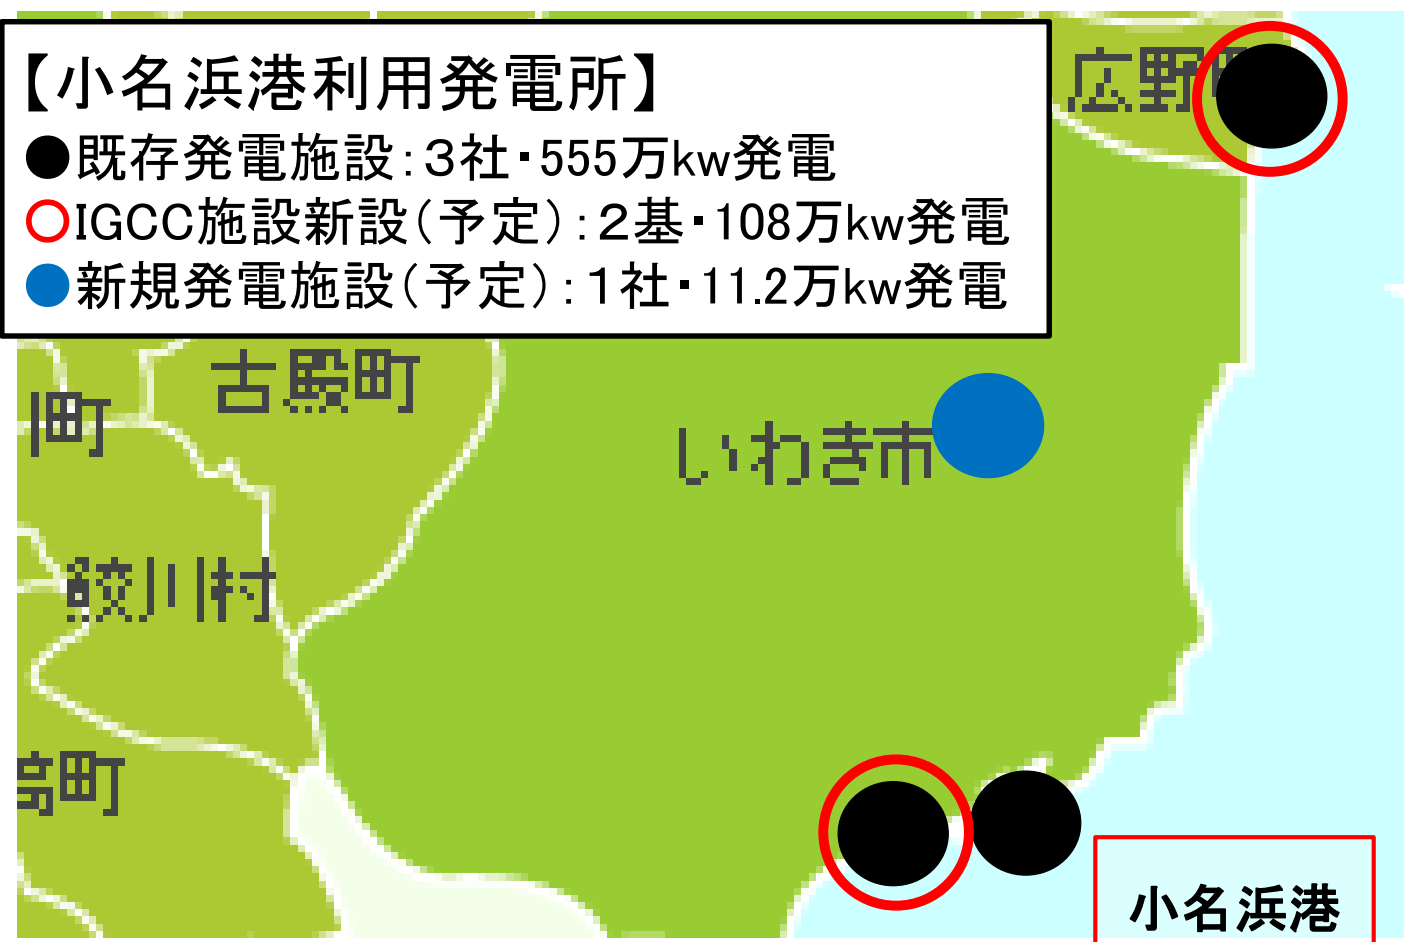 【小名浜港利用発電所】
●既存発電施設：３社・555万kw発電
○IGCC施設新設（予定）：２基・108万kw発電
●新規発電施設（予定）：１社・11.2万kw発電
広野町
古殿町
町
いわき市
鮫川村
町
小名浜港